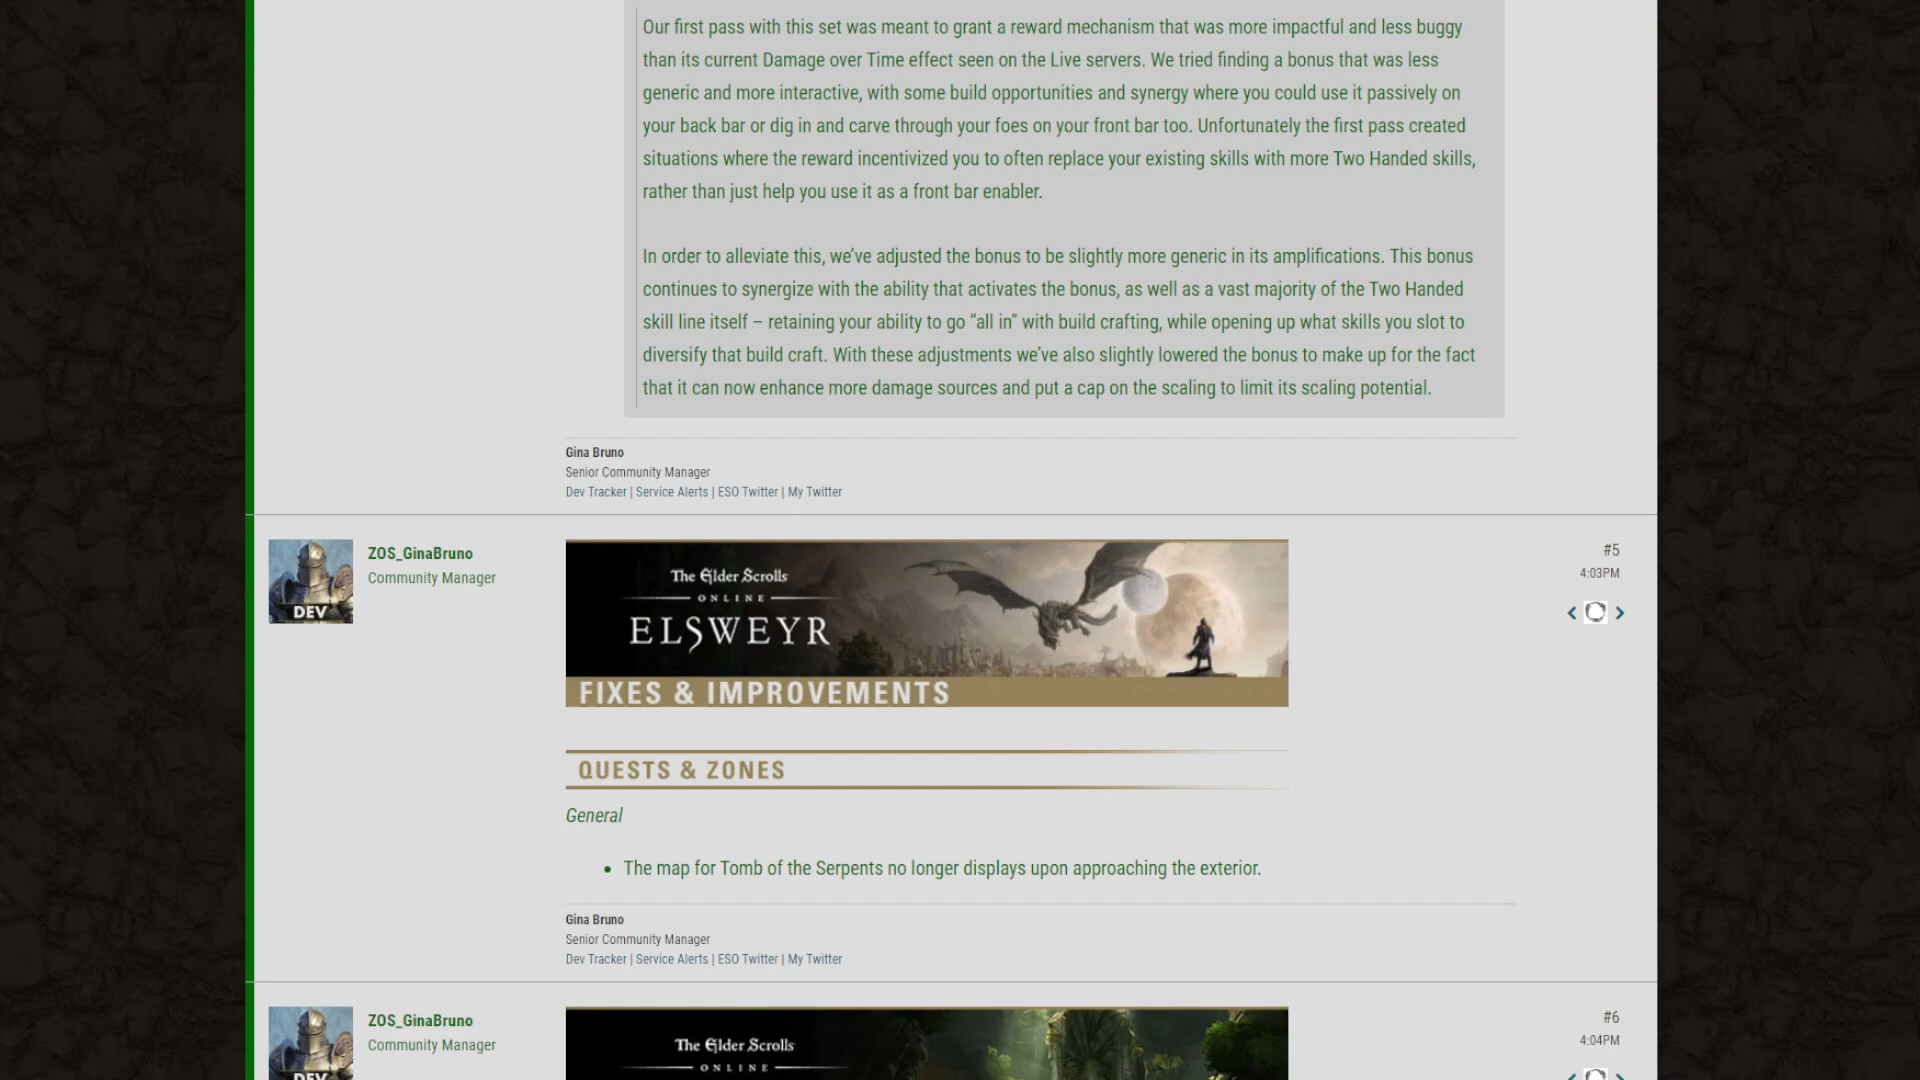 Our first pass with this set was meant to grant a reward mechanism that was more impactful and less buggy
than its current Damage over Time effect seen on the Live servers. We tried finding a bonus that was less
generic and more interactive, with some build opportunities and synergy where you could use it passively on
your back bar or dig in and carve through your foes on your front bar too. Unfortunately the first pass created
situations where the reward incentivized you to often replace your existing skills with more Two Handed skills,
rather than just help you use it as a front bar enabler.
In order to alleviate this, we've adjusted the bonus to be slightly more generic in its amplifications. This bonus
continues to synergize with the ability that activates the bonus, as well as a vast majority of the Two Handed
skill line itself – retaining your ability to go “all in” with build crafting, while opening up what skills you slot to
diversify that build craft. With these adjustments we've also slightly lowered the bonus to make up for the fact
that it can now enhance more damage sources and put a cap on the scaling to limit its scaling potential.
Gina Bruno
Senior Community Manager
Dev Tracker | Service Alerts | ESO Twitter | My Twitter
ZOS_GinaBruno
Community Manager
DEV
The Elder Scrolls
ONLINE
ELSWEYR
FIXES & IMPROVEMENTS
#5
4:03PM
QUESTS & ZONES
General
• The map for Tomb of the Serpents no longer displays upon approaching the exterior.
Gina Bruno
Senior Community Manager
Dev Tracker | Service Alerts | ESO Twitter | My Twitter
ZOS_GinaBruno
Community Manager
DEV
The Elder Scrolls
ONLINE
#6
4:04PM